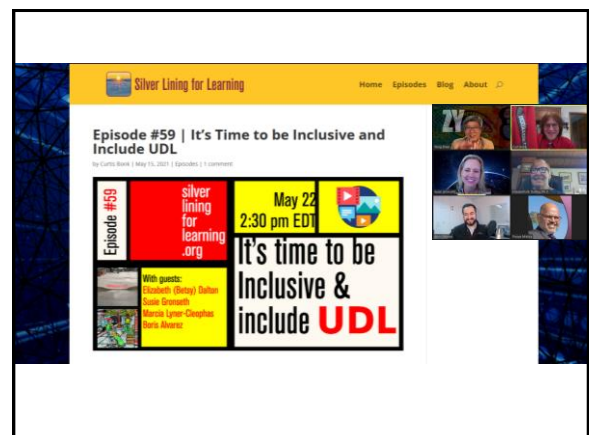 Silver Lining for Learning
Home Episodes Blog About
Episode #59 | It’s Time to be Inclusive and
Include UDL
by Curtis Bonk | May 15, 2021 | Episodes | 1 comment
Episode #59
silver
lining
for
learning
.org
May 22
2:30 pm EDT
With guests:
Elizabeth (Betsy) Dalton
Susie Gronseth
Marcia Lyner-Cleophas
Boris Alvarez
It’s time to be
Inclusive &
include UDL
ZY